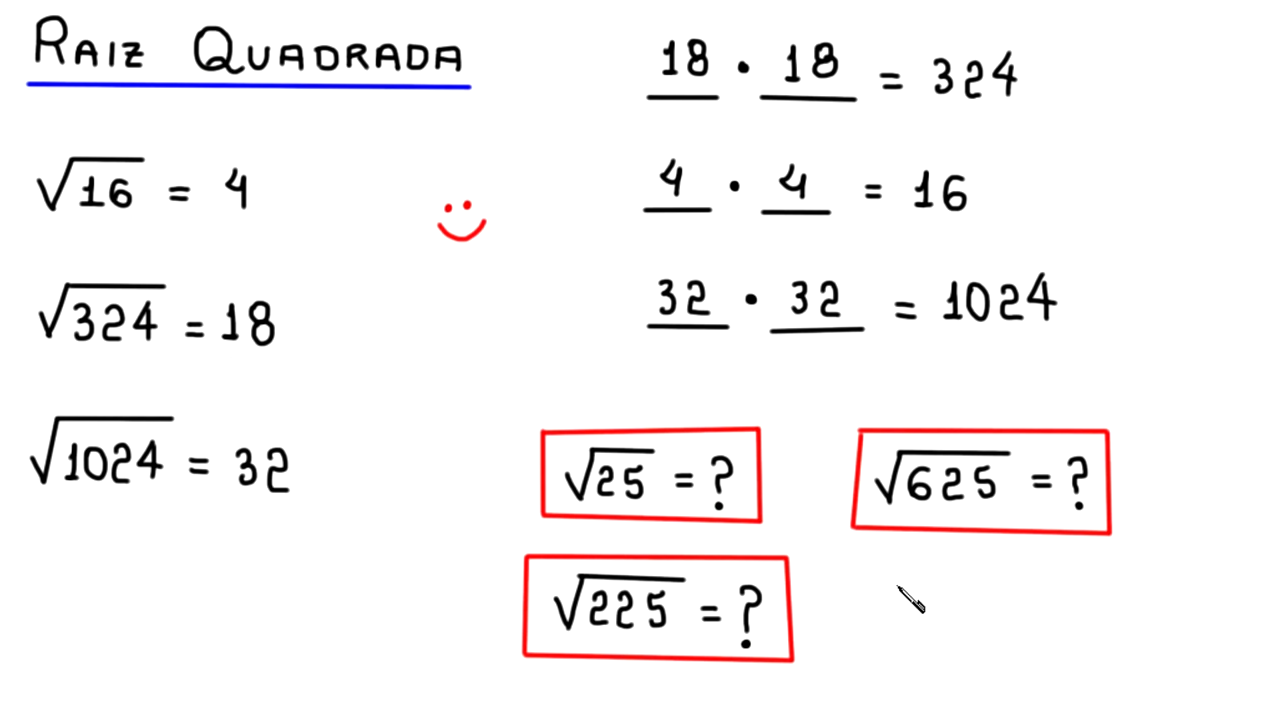 RAIZ QUADRADA
√16 = 4
√324 = 18
√1024 = 32
18 · 18 = 324
4 · 4 = 16
32 · 32 = 1024
√25 = ?
√625 = ?
√225 = ?